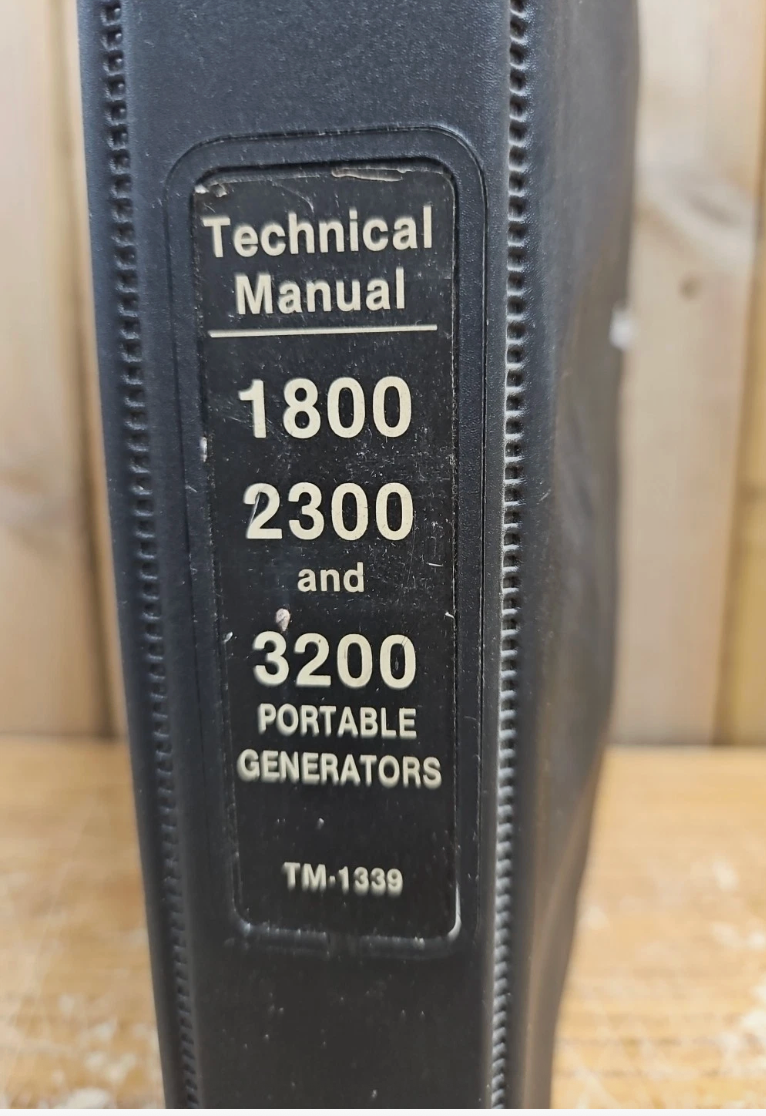 Technical
Manual
1800
2300
and
3200
PORTABLE
GENERATORS
TM-1339